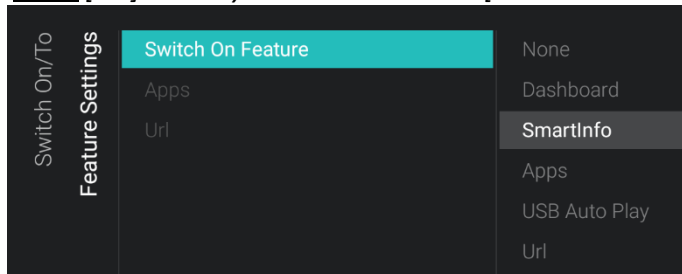 Switch On/To
Feature Settings
Switch On Feature
Apps
Url
None
Dashboard
SmartInfo
Apps
USB Auto Play
Url